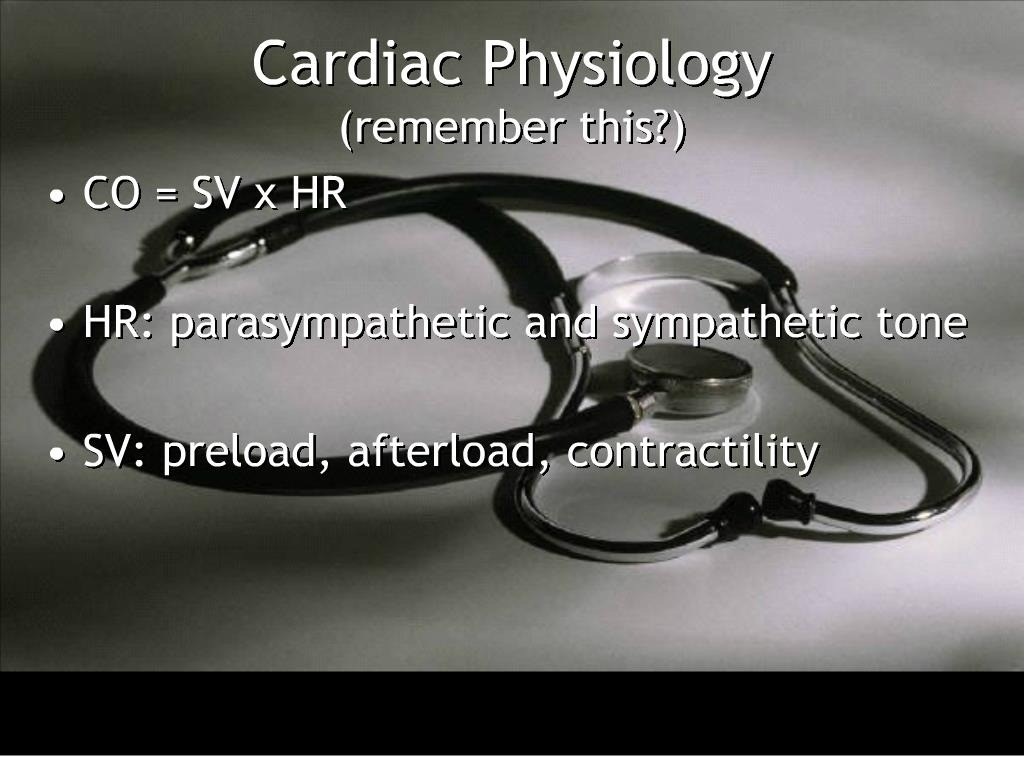 Cardiac Physiology
(remember this?)
• CO = SV x HR
• HR: parasympathetic and sympathetic tone
• SV: preload, afterload, contractility